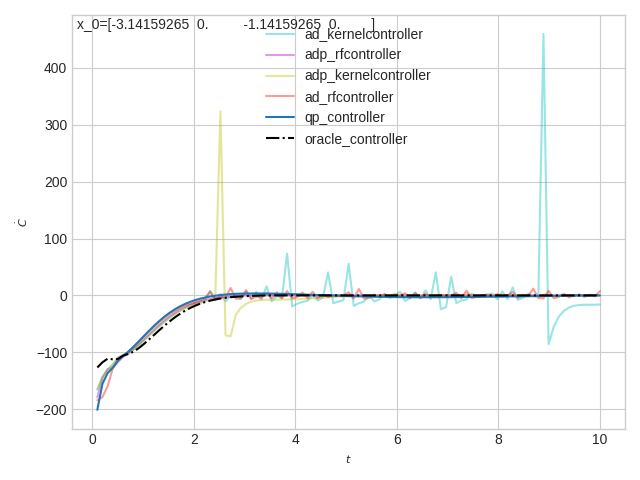 x_0=[-3.14159265 0. -1.14159265 0. ]
ad_kernelcontroller
adp_rfcontroller
adp_kernelcontroller
ad_rfcontroller
qp_controller
oracle_controller
400
300
200
100
0
−100
−200
Ċ
0
2
4
6
8
10
t